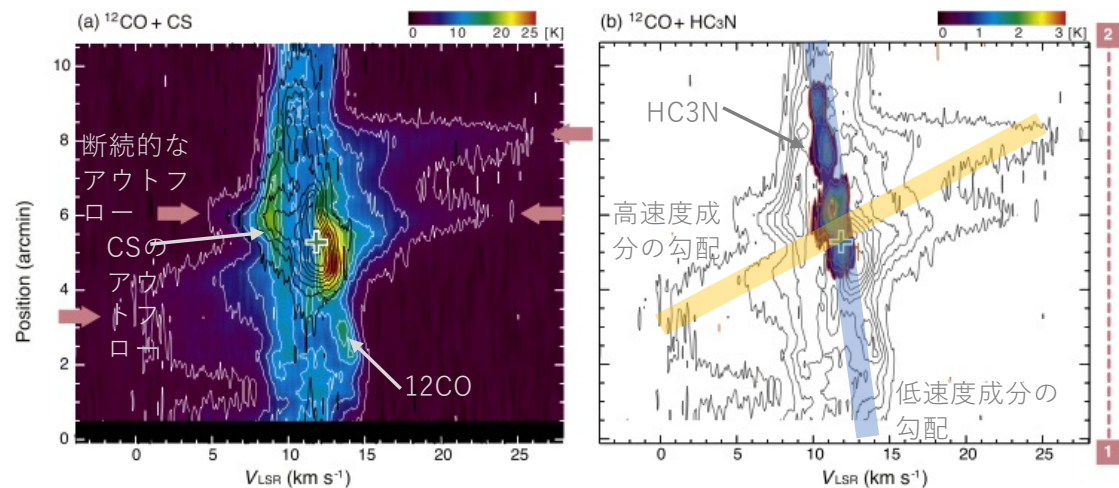 (a) ¹²CO + CS
0 10 20 25 [K]
10
8
6
4
2
0
Position (arcmin)
断続的な
アウトフ
ロー
CSの
アウ
トフ
ロー
12CO
0 5 10 15 20 25
VLSR (km s⁻¹)
(b) ¹²CO + HC₃N
0 1 2 3 [K]
HC3N
高速度成
分の勾配
低速度成分の
勾配
0 5 10 15 20 25
VLSR (km s⁻¹)
2
1